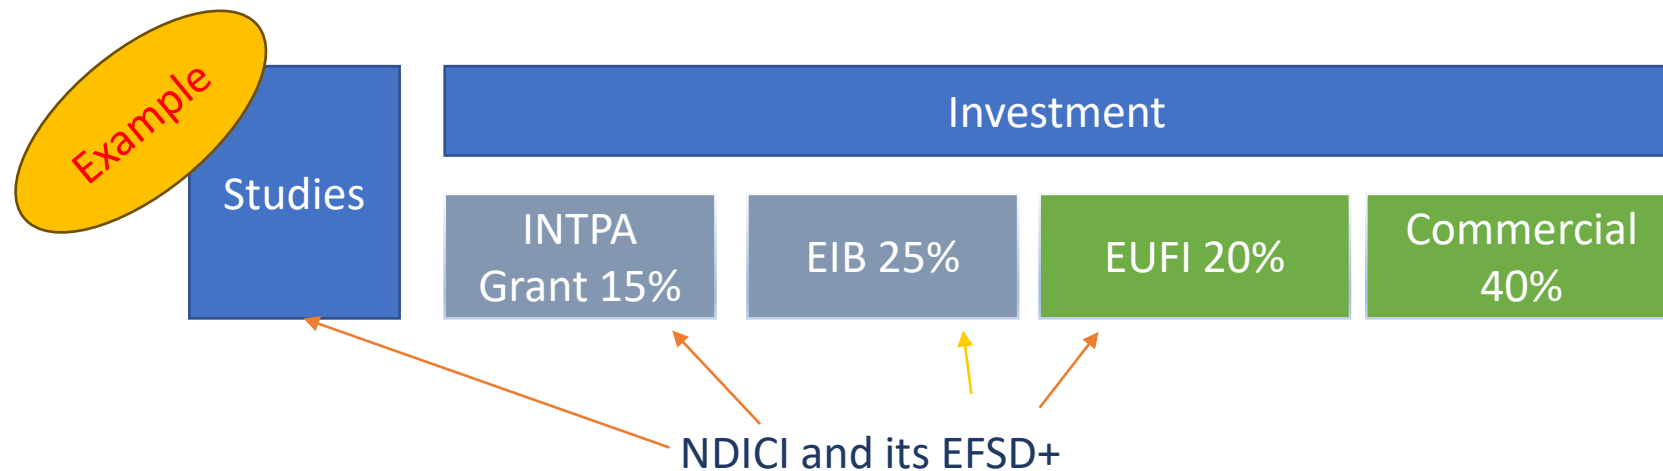 Example
Studies
Investment
INTPA
Grant 15%
EIB 25%
EUFI 20%
Commercial
40%
NDICI and its EFSD+